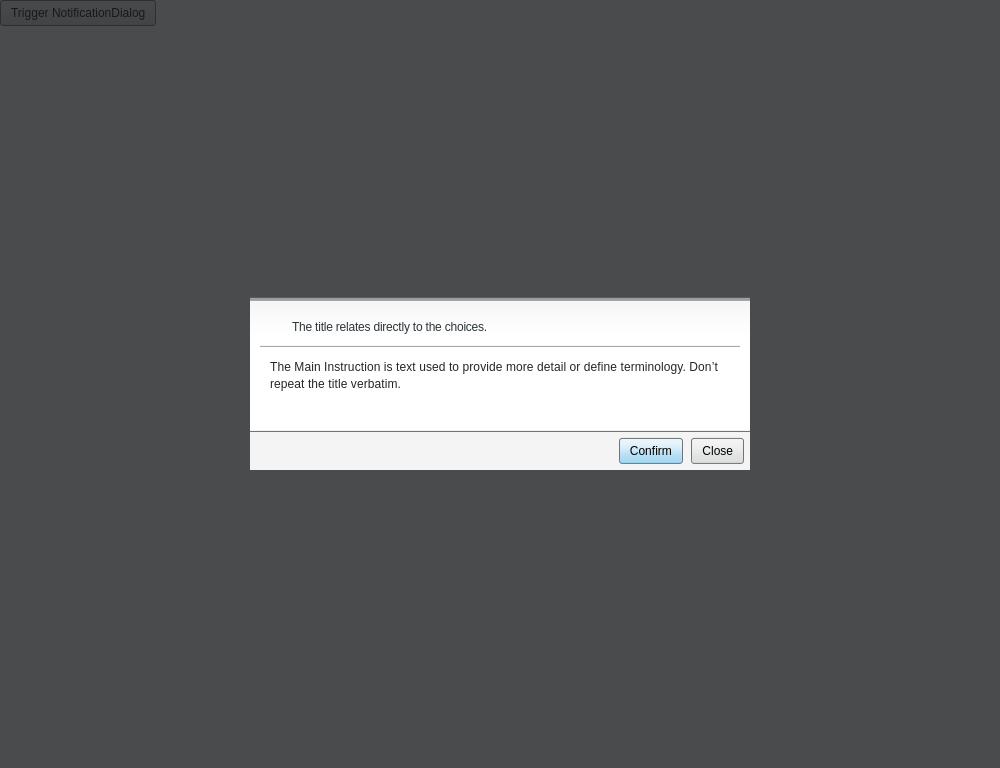 Trigger NotificationDialog
The title relates directly to the choices.
The Main Instruction is text used to provide more detail or define terminology. Don’t
repeat the title verbatim.
Confirm Close